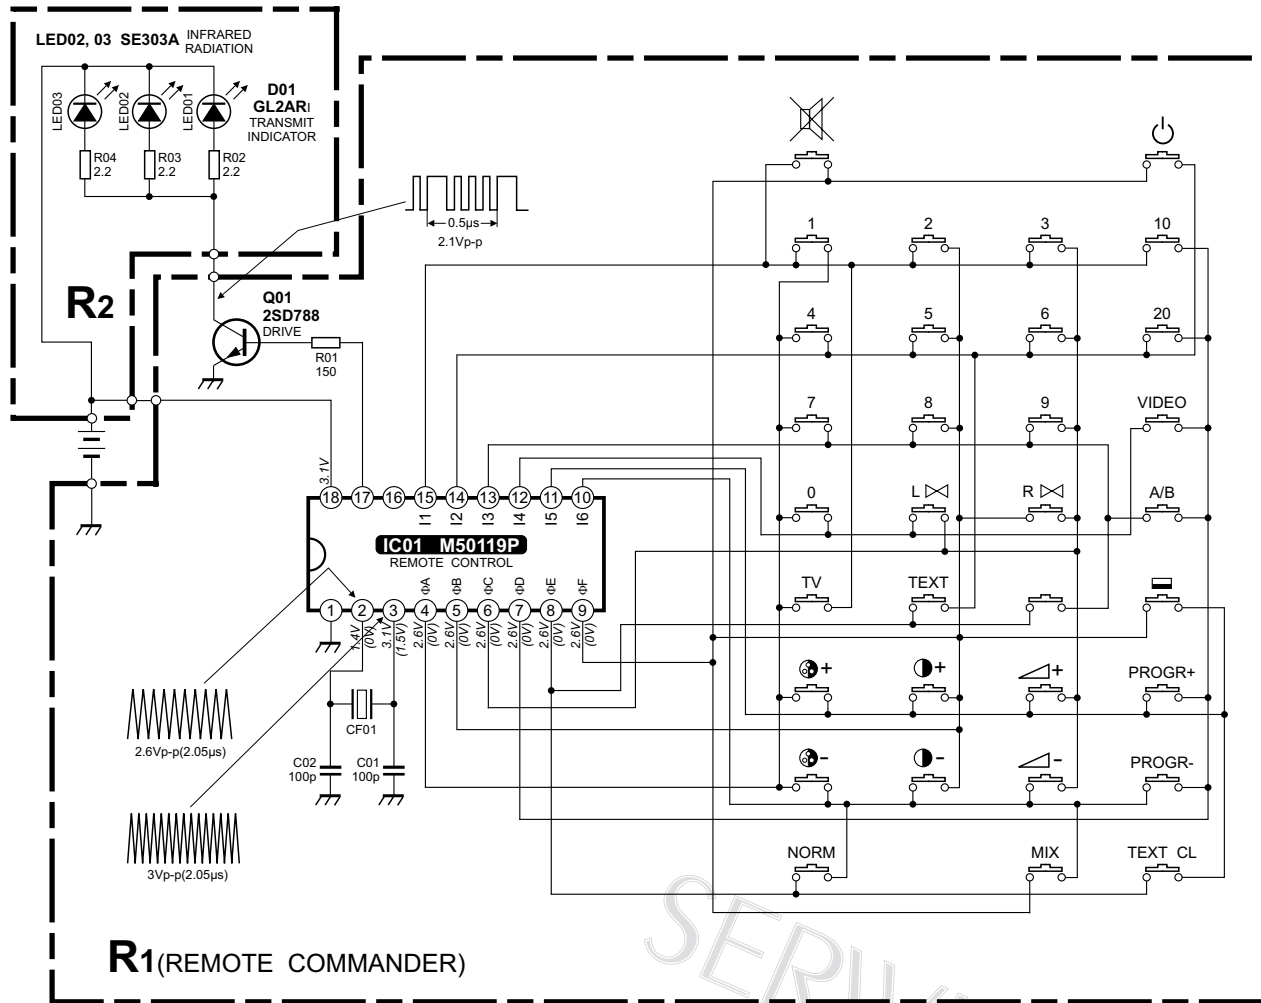 LED02, 03 SE303A INFRARED
RADIATION
LED03
LED02
LED01
D01
GL2ARI
TRANSMIT
INDICATOR
R04
2.2
R03
2.2
R02
2.2
0.5µs
2.1Vp-p
R2
Q01
2SD788
DRIVE
R01
150
3.1V
18 17 16 15 14 13 12 11 10
I1 I2 I3 I4 I5 I6
IC01 M50119P
REMOTE CONTROL
ΦA ΦB ΦC ΦD ΦE ΦF
1 2 3 4 5 6 7 8 9
1.4V
(0V)
3.1V
(1.5V)
2.6V
(0V)
2.6V
(0V)
2.6V
(0V)
2.6V
(0V)
2.6V
(0V)
2.6V
(0V)
CF01
C02
100p
C01
100p
2.6Vp-p(2.05µs)
3Vp-p(2.05µs)
1 2 3 10
4 5 6 20
7 8 9 VIDEO
0 L R A/B
TV TEXT
+ + + PROGR+
- - - PROGR-
NORM MIX TEXT CL
R1(REMOTE COMMANDER)